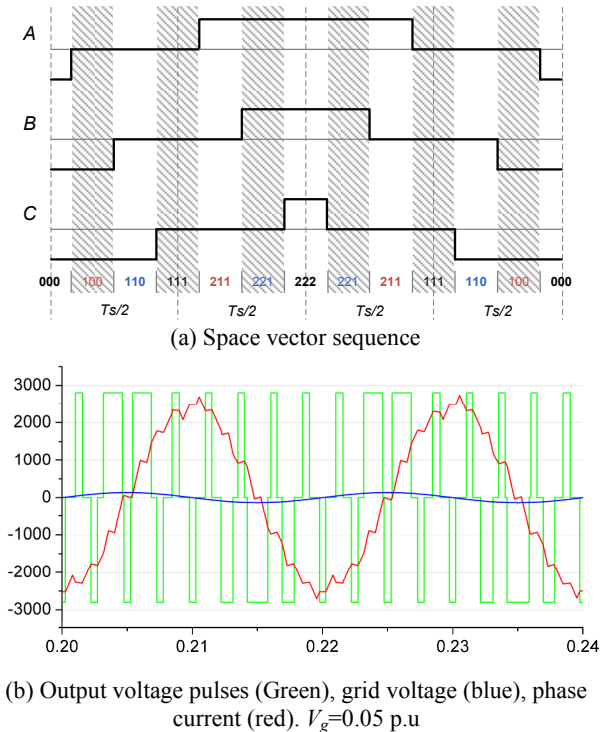 A
B
C
000 100 110 111 211 221 222 221 211 111 110 100 000
Ts/2 Ts/2 Ts/2 Ts/2
(a) Space vector sequence
3000
2000
1000
0
-1000
-2000
-3000
0.20 0.21 0.22 0.23 0.24
(b) Output voltage pulses (Green), grid voltage (blue), phase
current (red). Vg=0.05 p.u